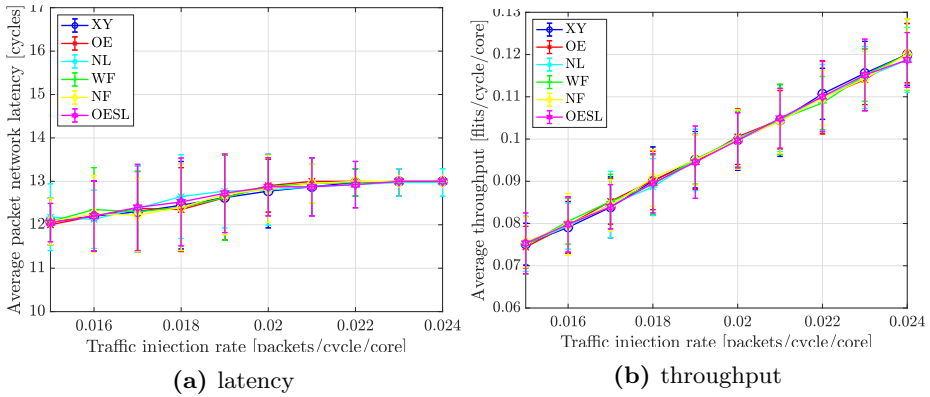 17
16
15
14
13
12
11
10
Average packet network latency [cycles]
XY
OE
NL
WF
NF
OESL
0.016 0.018 0.02 0.022 0.024
Traffic injection rate [packets/cycle/core]
(a) latency
0.13
0.12
0.11
0.1
0.09
0.08
0.07
0.06
Average throughput [flits/cycle/core]
XY
OE
NL
WF
NF
OESL
0.016 0.018 0.02 0.022 0.024
Traffic injection rate [packets/cycle/core]
(b) throughput